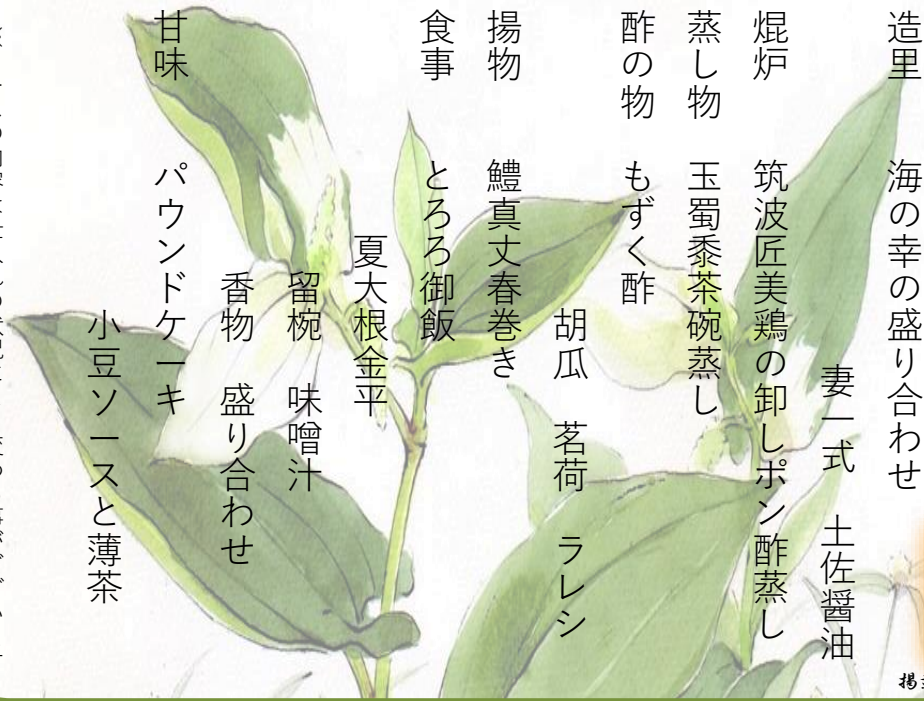 造里　海の幸の盛り合わせ
妻一式　土佐醤油
焜炉　筑波匠美鶏の卸しポン酢蒸し
蒸し物　玉蜀黍茶碗蒸し
酢の物　もずく酢
胡瓜　茗荷　ラレシ
揚物　鱧真丈春巻き
食事　とろろ御飯
夏大根金平
留椀　味噌汁
香物　盛り合わせ
甘味　パウンドケーキ
小豆ソースと薄茶